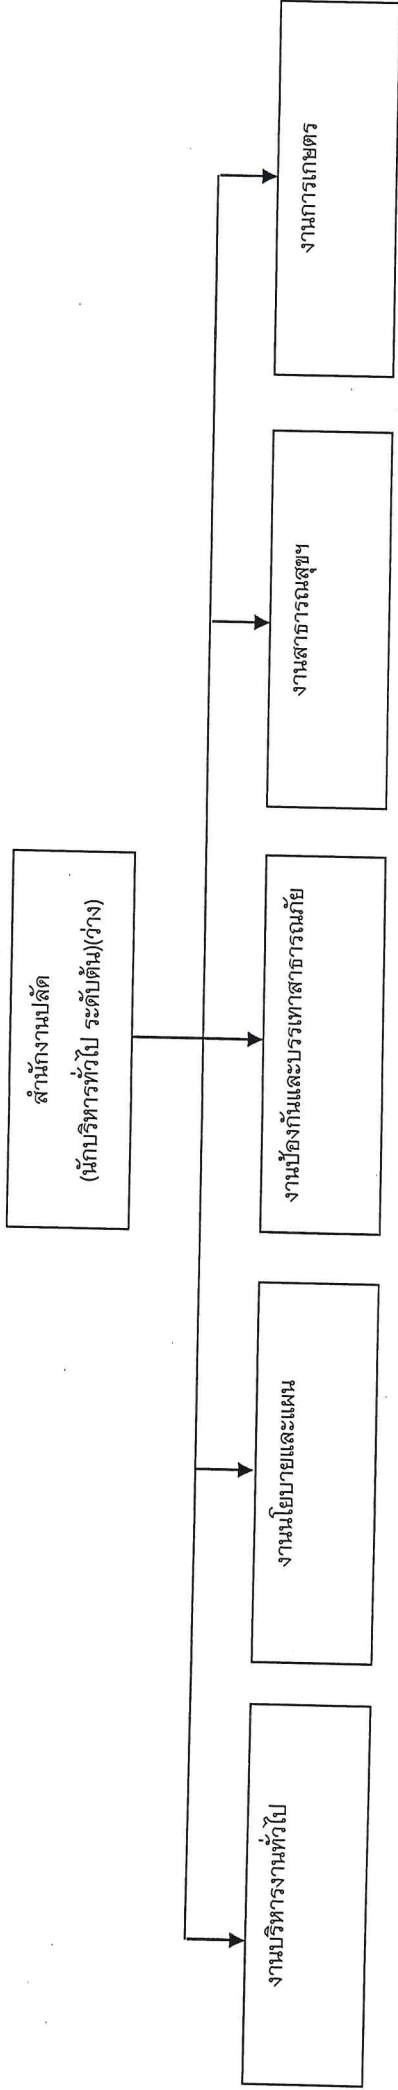 สำนักงานปลัด
(นักบริหารทั่วไป ระดับต้น)(ว่าง)
งานบริหารงานทั่วไป
งานนโยบายและแผน
งานป้องกันและบรรเทาสาธารณภัย
งานสาธารณสุขฯ
งานการเกษตร